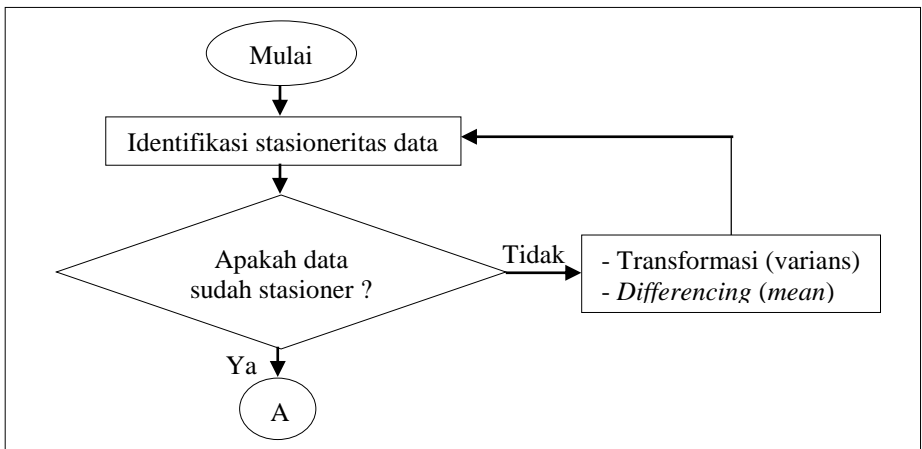 Mulai
Identifikasi stasioneritas data
Apakah data
sudah stasioner ?
Tidak
- Transformasi (varians)
- Differencing (mean)
Ya
A